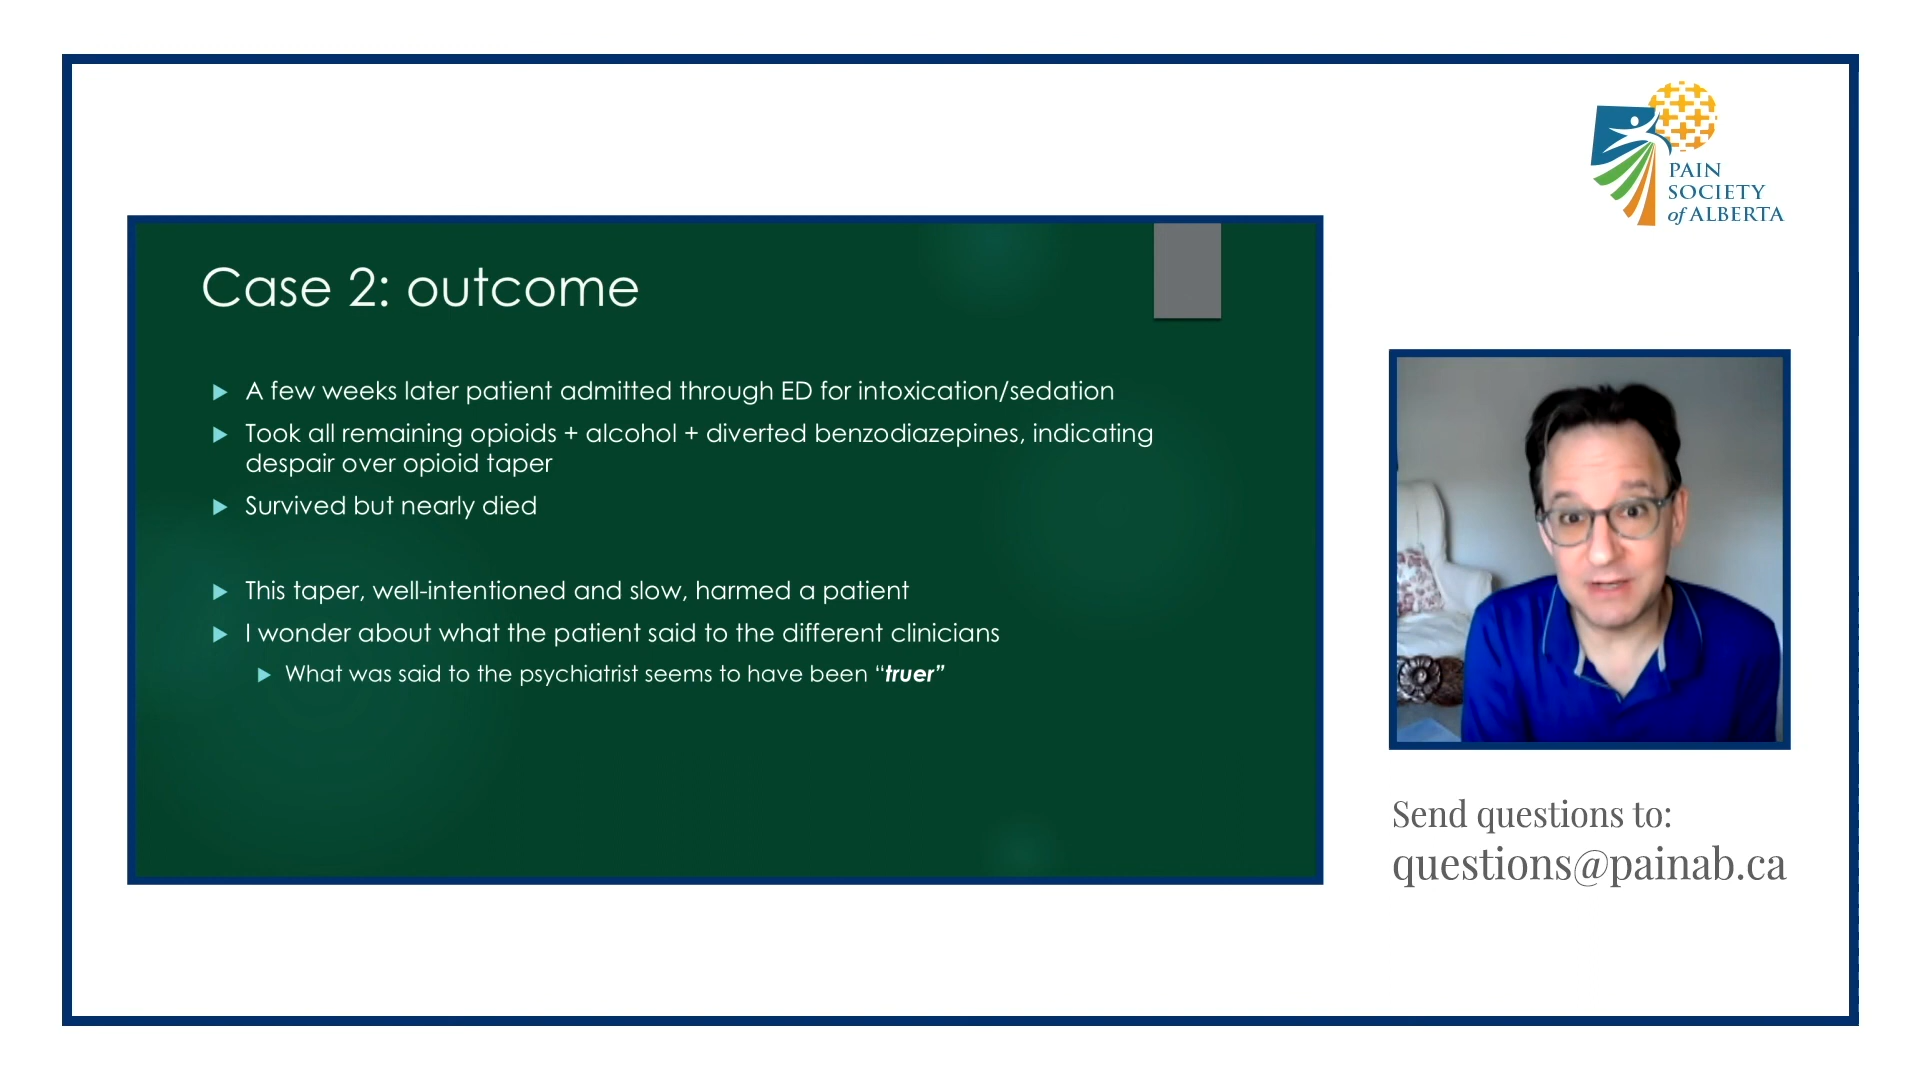 PAIN
SOCIETY
of ALBERTA
Case 2: outcome
A few weeks later patient admitted through ED for intoxication/sedation
Took all remaining opioids + alcohol + diverted benzodiazepines, indicating
despair over opioid taper
Survived but nearly died
This taper, well-intentioned and slow, harmed a patient
I wonder about what the patient said to the different clinicians
What was said to the psychiatrist seems to have been “truer”
Send questions to:
questions@painab.ca